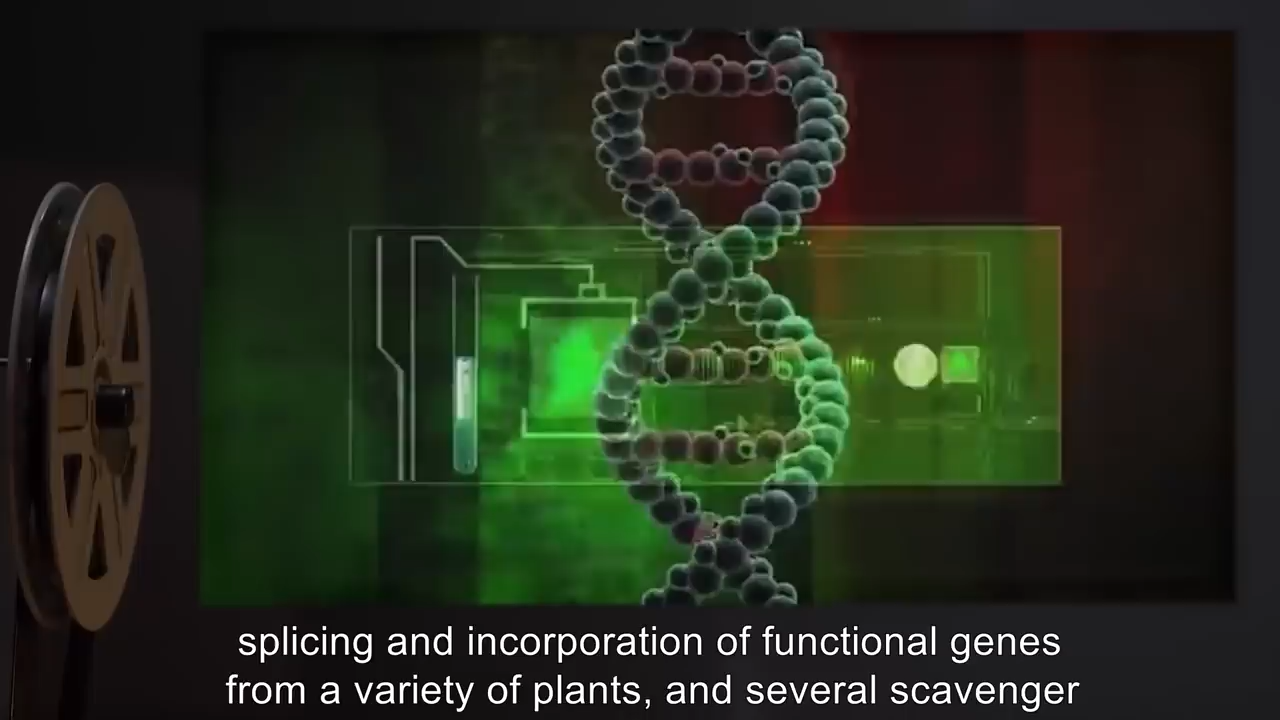 splicing and incorporation of functional genes
from a variety of plants, and several scavenger